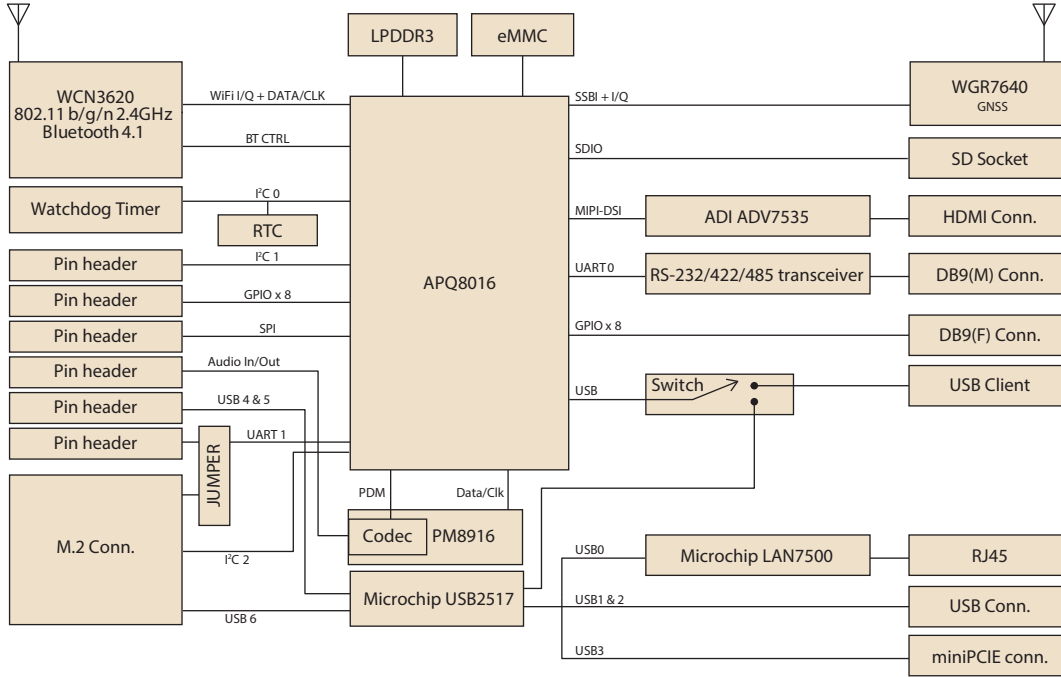 LPDDR3
eMMC
WCN3620
802.11 b/g/n 2.4GHz
Bluetooth 4.1
WiFi I/Q + DATA/CLK
BT CTRL
SSBI + I/Q
WGR7640
GNSS
SDIO
SD Socket
Watchdog Timer
I²C 0
RTC
MIPI-DSI
ADI ADV7535
HDMI Conn.
Pin header
I²C 1
APQ8016
UART 0
RS-232/422/485 transceiver
DB9(M) Conn.
Pin header
GPIO x 8
Pin header
SPI
GPIO x 8
DB9(F) Conn.
Pin header
Audio In/Out
USB
Switch
USB Client
Pin header
USB 4 & 5
Pin header
JUMPER
UART 1
PDM
Data/Clk
M.2 Conn.
I²C 2
Codec
PM8916
USB0
Microchip LAN7500
RJ45
Microchip USB2517
USB 6
USB1 & 2
USB Conn.
USB3
miniPCIE conn.